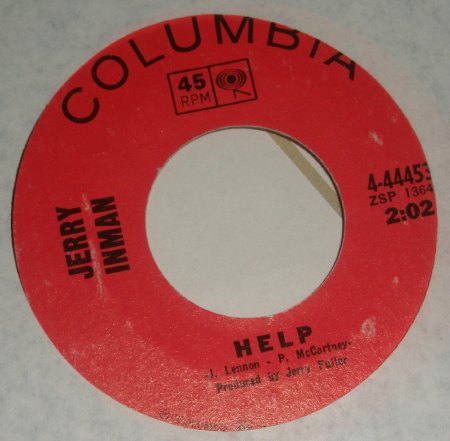 COLUMBIA
45
RPM
4-44453
ZSP 1364
2:02
JERRY
INMAN
HELP
J. Lennon - P. McCartney-
Produced by Jerry Fuller